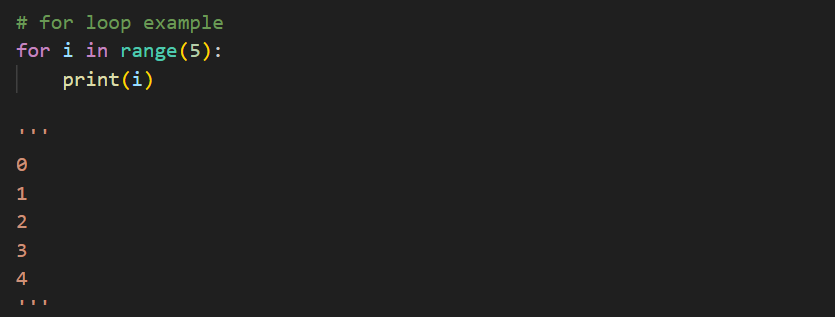 # for loop example
for i in range(5):
    print(i)

'''
0
1
2
3
4
'''